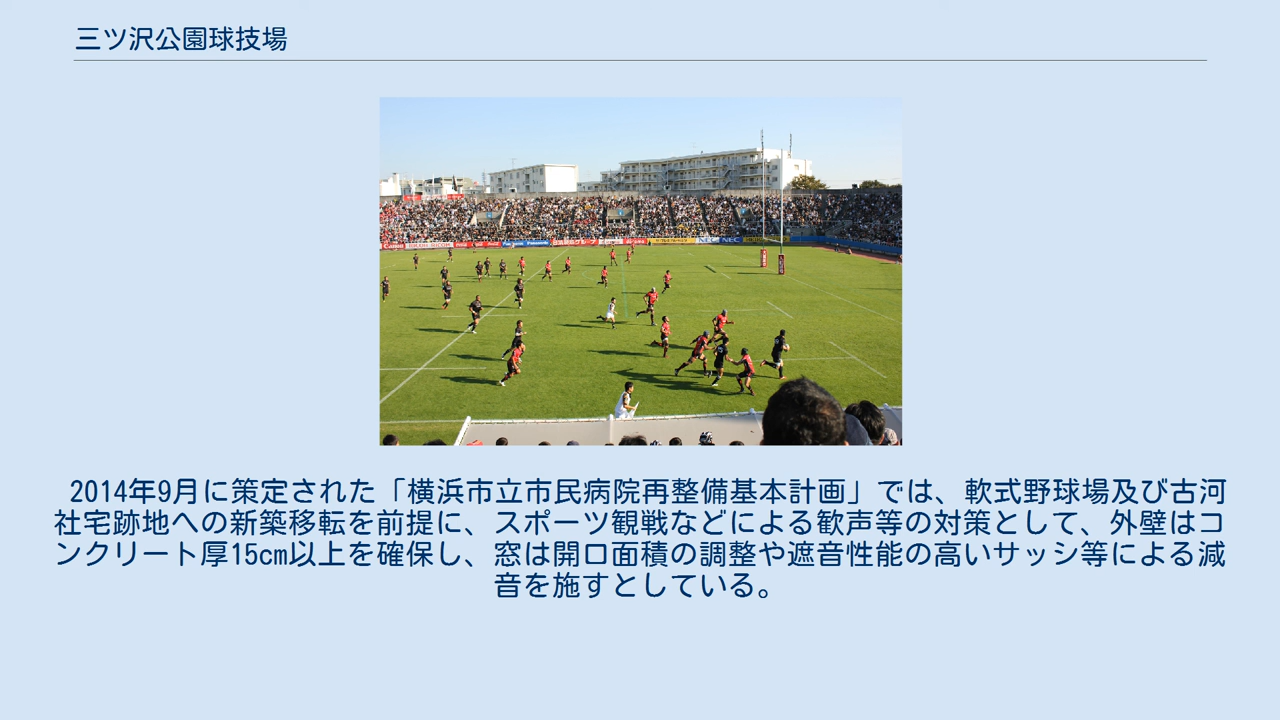 三ツ沢公園球技場
Canon
NEC NEC
2014年9月に策定された「横浜市立市民病院再整備基本計画」では、軟式野球場及び古河
社宅跡地への新築移転を前提に、スポーツ観戦などによる歓声等の対策として、外壁はコ
ンクリート厚15cm以上を確保し、窓は開口面積の調整や遮音性能の高いサッシ等による減
音を施すとしている。